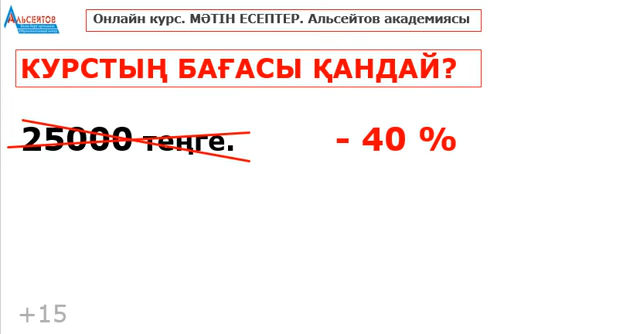 АЛЬСЕЙТОВ
Онлайн курс. МӘТІН ЕСЕПТЕР. Альсейтов академиясы
КУРСТЫҢ БАҒАСЫ ҚАНДАЙ?
25000 теңге. - 40 %
+15